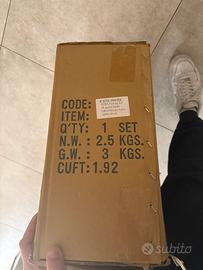 CODE:
ITEM:
Q'TY: 1 SET
N.W.: 2.5 KGS.
G.W.: 3 KGS.
CUFT: 1.92
subito